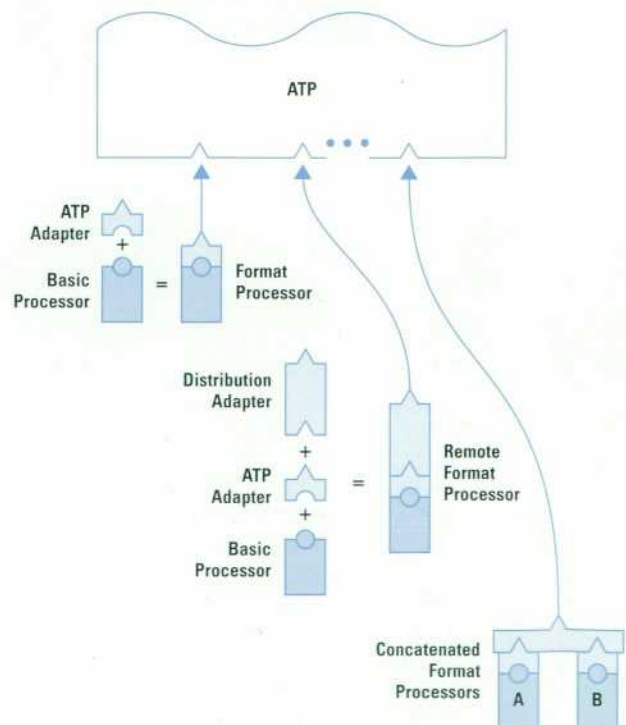 ATP
ATP
Adapter
+
Basic
Processor
=
Format
Processor
Distribution
Adapter
+
ATP
Adapter
+
Basic
Processor
=
Remote
Format
Processor
Concatenated
Format
Processors
A
B